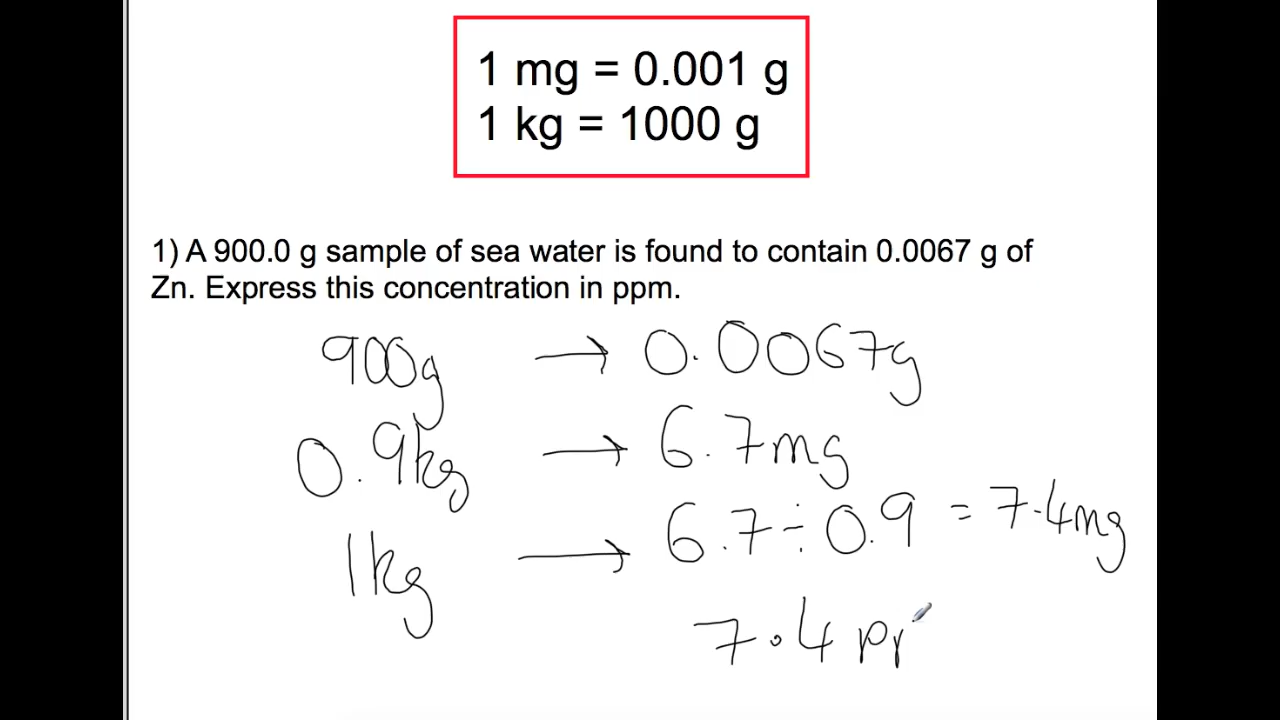 1 mg = 0.001 g
1 kg = 1000 g
1) A 900.0 g sample of sea water is found to contain 0.0067 g of
Zn. Express this concentration in ppm.
900g → 0.0067g
0.9kg → 6.7mg
1kg → 6.7 ÷ 0.9 = 7.4mg
7.4 pp